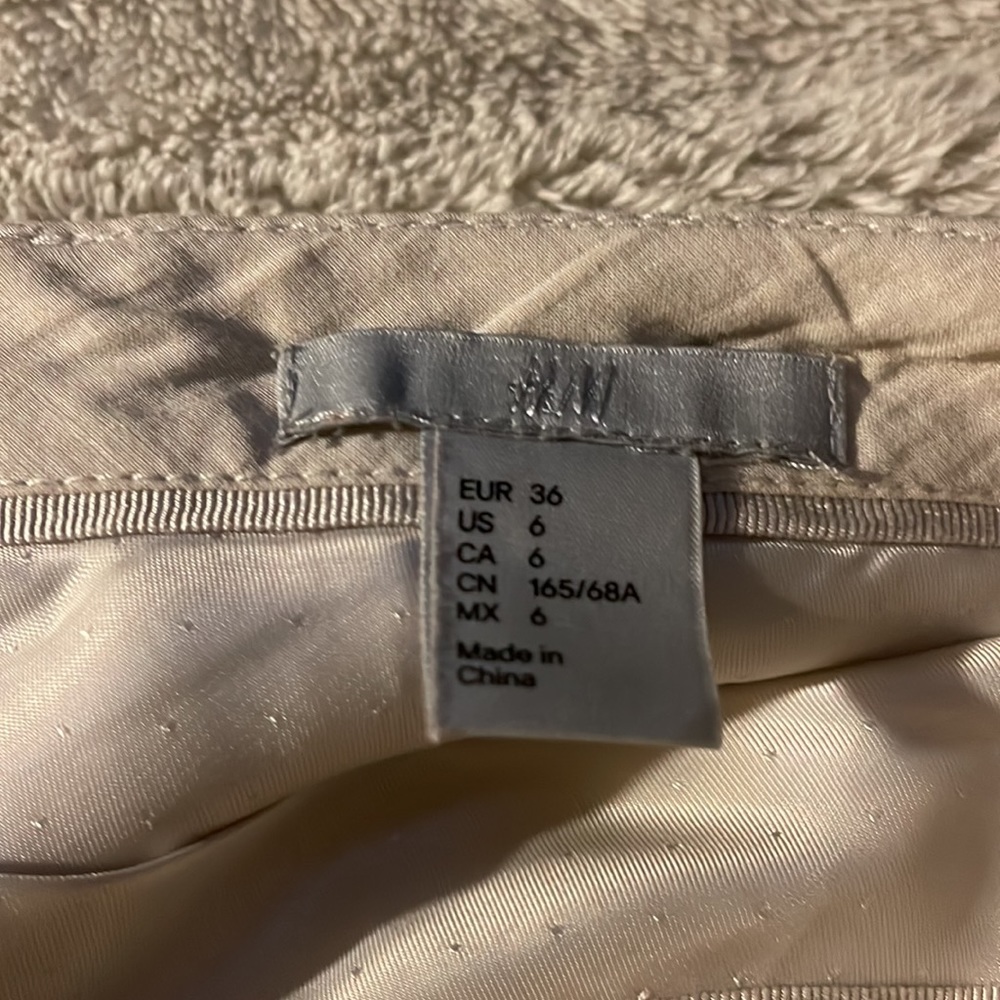 H&M
EUR 36
US 6
CA 6
CN 165/68A
MX 6
Made in
China